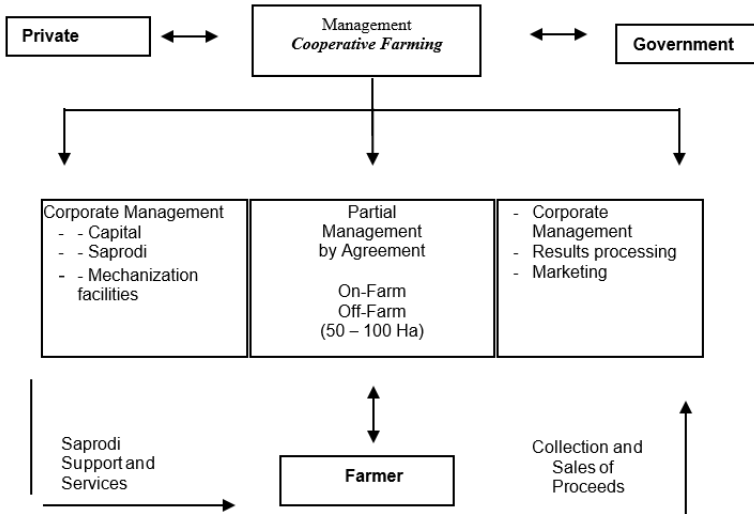 Private
Management
Cooperative Farming
Government
Corporate Management
- - Capital
- - Saprodi
- - Mechanization
facilities
Partial
Management
by Agreement
On-Farm
Off-Farm
(50 – 100 Ha)
- Corporate
Management
- Results processing
- Marketing
Saprodi
Support and
Services
Farmer
Collection and
Sales of
Proceeds